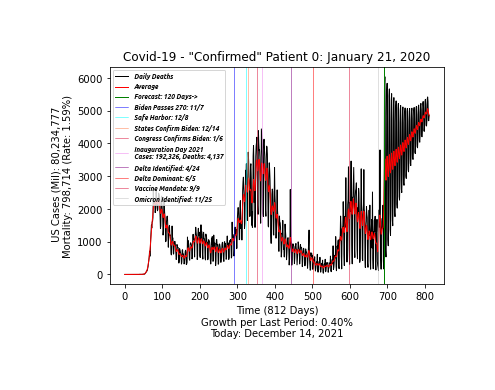 Covid-19 - "Confirmed" Patient 0: January 21, 2020
US Cases (Mil): 80,234,777
Mortality: 798,714 (Rate: 1.59%)
6000
5000
4000
3000
2000
1000
0
Daily Deaths
Average
Forecast: 120 Days->
Biden Passes 270: 11/7
Safe Harbor: 12/8
States Confirm Biden: 12/14
Congress Confirms Biden: 1/6
Inauguration Day 2021
Cases: 192,326, Deaths: 4,137
Delta Identified: 4/24
Delta Dominant: 6/5
Vaccine Mandate: 9/9
Omicron Identified: 11/25
0 100 200 300 400 500 600 700 800
Time (812 Days)
Growth per Last Period: 0.40%
Today: December 14, 2021